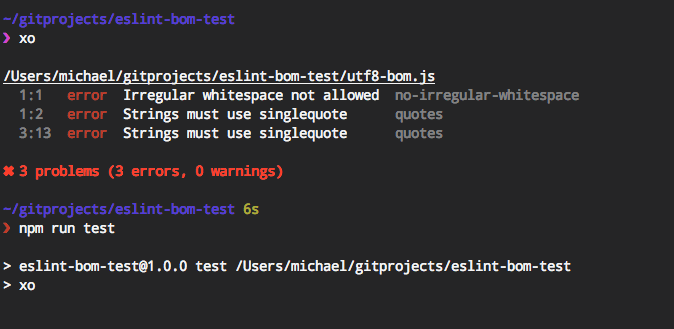 ~/gitprojects/eslint-bom-test
❯ xo
/Users/michael/gitprojects/eslint-bom-test/utf8-bom.js
1:1 error Irregular whitespace not allowed no-irregular-whitespace
1:2 error Strings must use singlequote quotes
3:13 error Strings must use singlequote quotes
✖ 3 problems (3 errors, 0 warnings)
~/gitprojects/eslint-bom-test 6s
❯ npm run test
> eslint-bom-test@1.0.0 test /Users/michael/gitprojects/eslint-bom-test
> xo